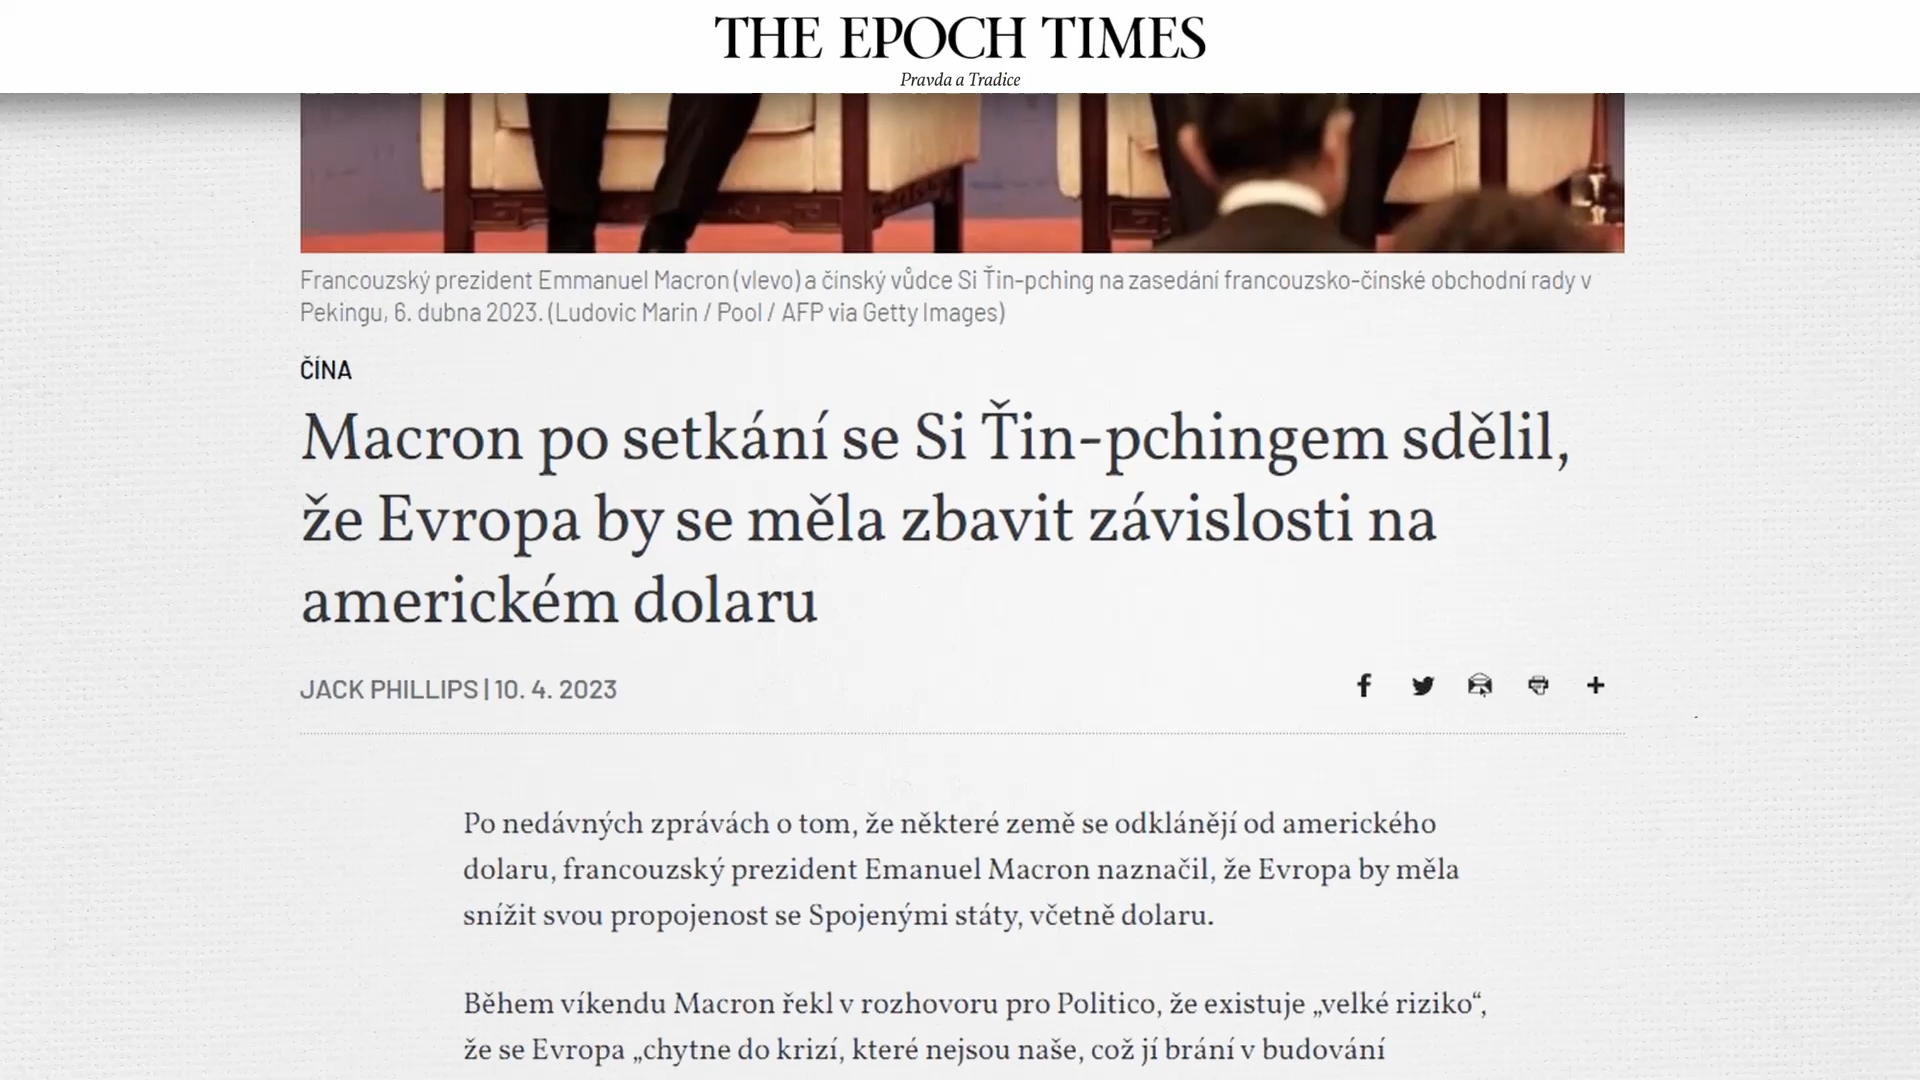 THE EPOCH TIMES
Pravda a Tradice
Francouzský prezident Emmanuel Macron (vlevo) a čínský vůdce Si Ťin-pching na zasedání francouzsko-čínské obchodní rady v
Pekingu, 6. dubna 2023. (Ludovic Marin / Pool / AFP via Getty Images)
ČÍNA
Macron po setkání se Si Ťin-pchingem sdělil,
že Evropa by se měla zbavit závislosti na
americkém dolaru
JACK PHILLIPS | 10. 4. 2023
Po nedávných zprávách o tom, že některé země se odklánějí od amerického
dolaru, francouzský prezident Emanuel Macron naznačil, že Evropa by měla
snížit svou propojenost se Spojenými státy, včetně dolaru.
Během víkendu Macron řekl v rozhovoru pro Politico, že existuje „velké riziko“,
že se Evropa „chytne do krizí, které nejsou naše, což jí brání v budování